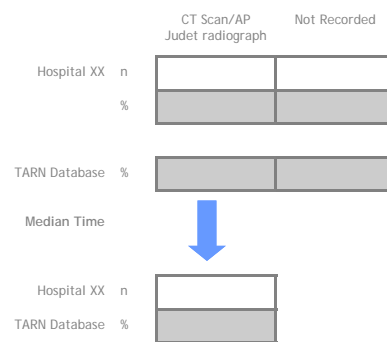 CT Scan/AP Not Recorded
Judet radiograph
Hospital XX n
%
TARN Database %
Median Time
Hospital XX n
TARN Database %